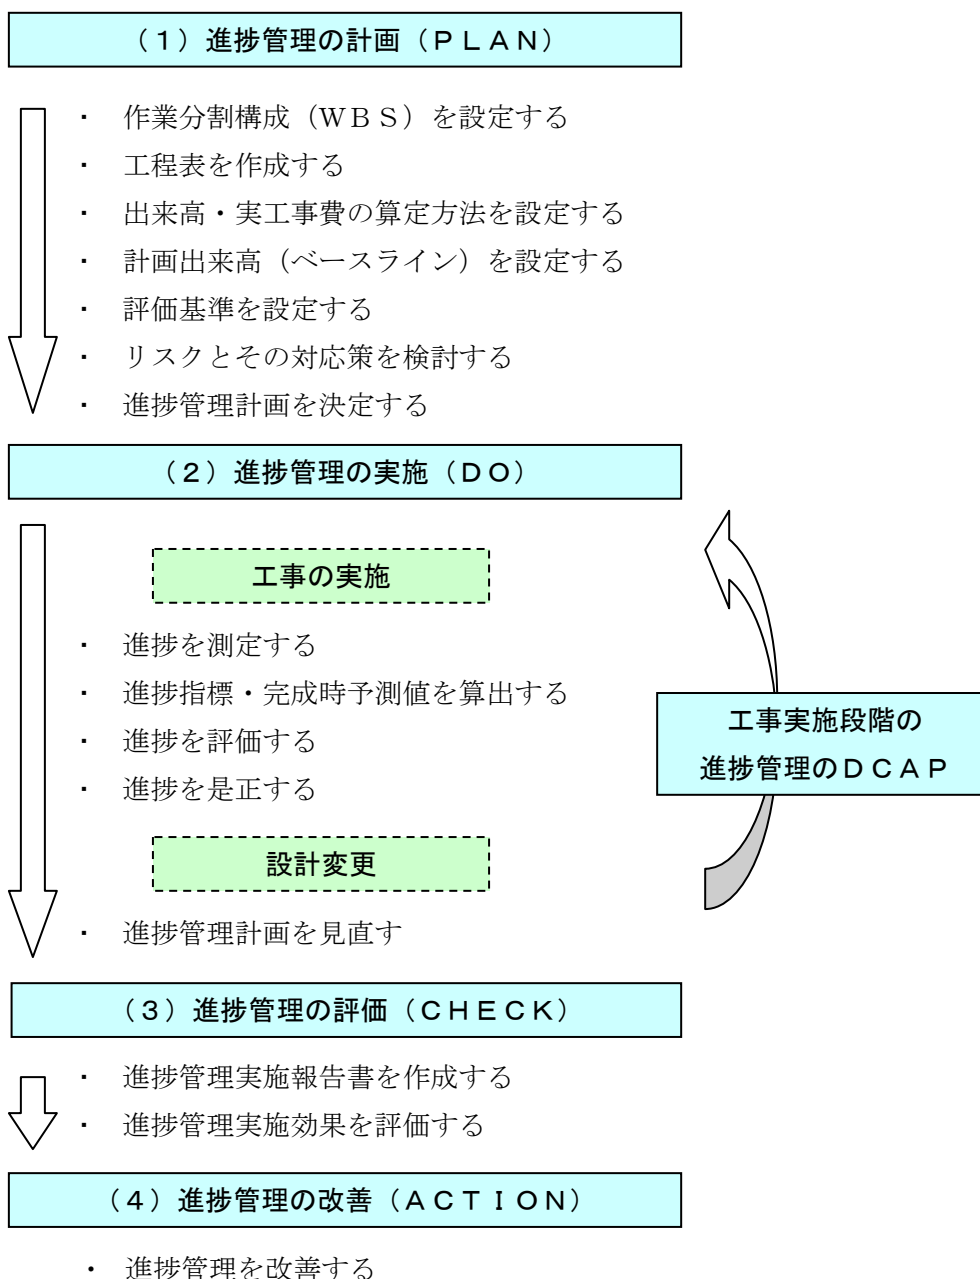 （１）進捗管理の計画（ＰＬＡＮ）
・ 作業分割構成（ＷＢＳ）を設定する
・ 工程表を作成する
・ 出来高・実工事費の算定方法を設定する
・ 計画出来高（ベースライン）を設定する
・ 評価基準を設定する
・ リスクとその対応策を検討する
・ 進捗管理計画を決定する
（２）進捗管理の実施（ＤＯ）
工事の実施
・ 進捗を測定する
・ 進捗指標・完成時予測値を算出する
・ 進捗を評価する
・ 進捗を是正する
工事実施段階の
進捗管理のＤＣＡＰ
設計変更
・ 進捗管理計画を見直す
（３）進捗管理の評価（ＣＨＥＣＫ）
・ 進捗管理実施報告書を作成する
・ 進捗管理実施効果を評価する
（４）進捗管理の改善（ＡＣＴＩＯＮ）
・ 進捗管理を改善する